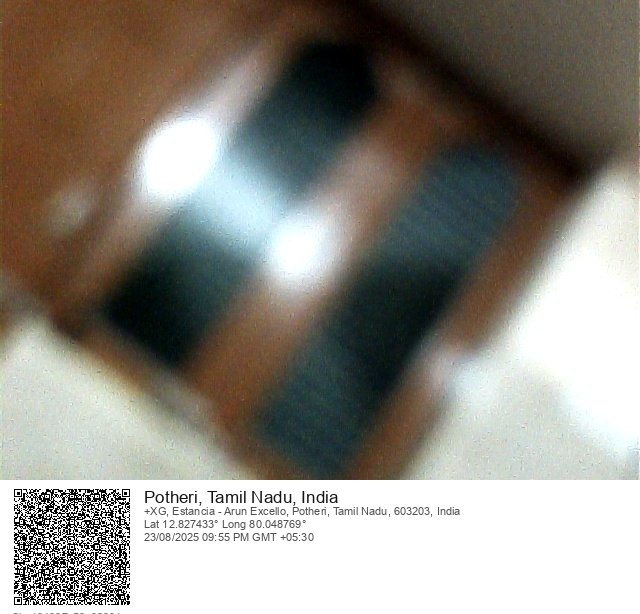 Potheri, Tamil Nadu, India
+XG, Estancia - Arun Excello, Potheri, Tamil Nadu, 603203, India
Lat 12.827433° Long 80.048769°
23/08/2025 09:55 PM GMT +05:30